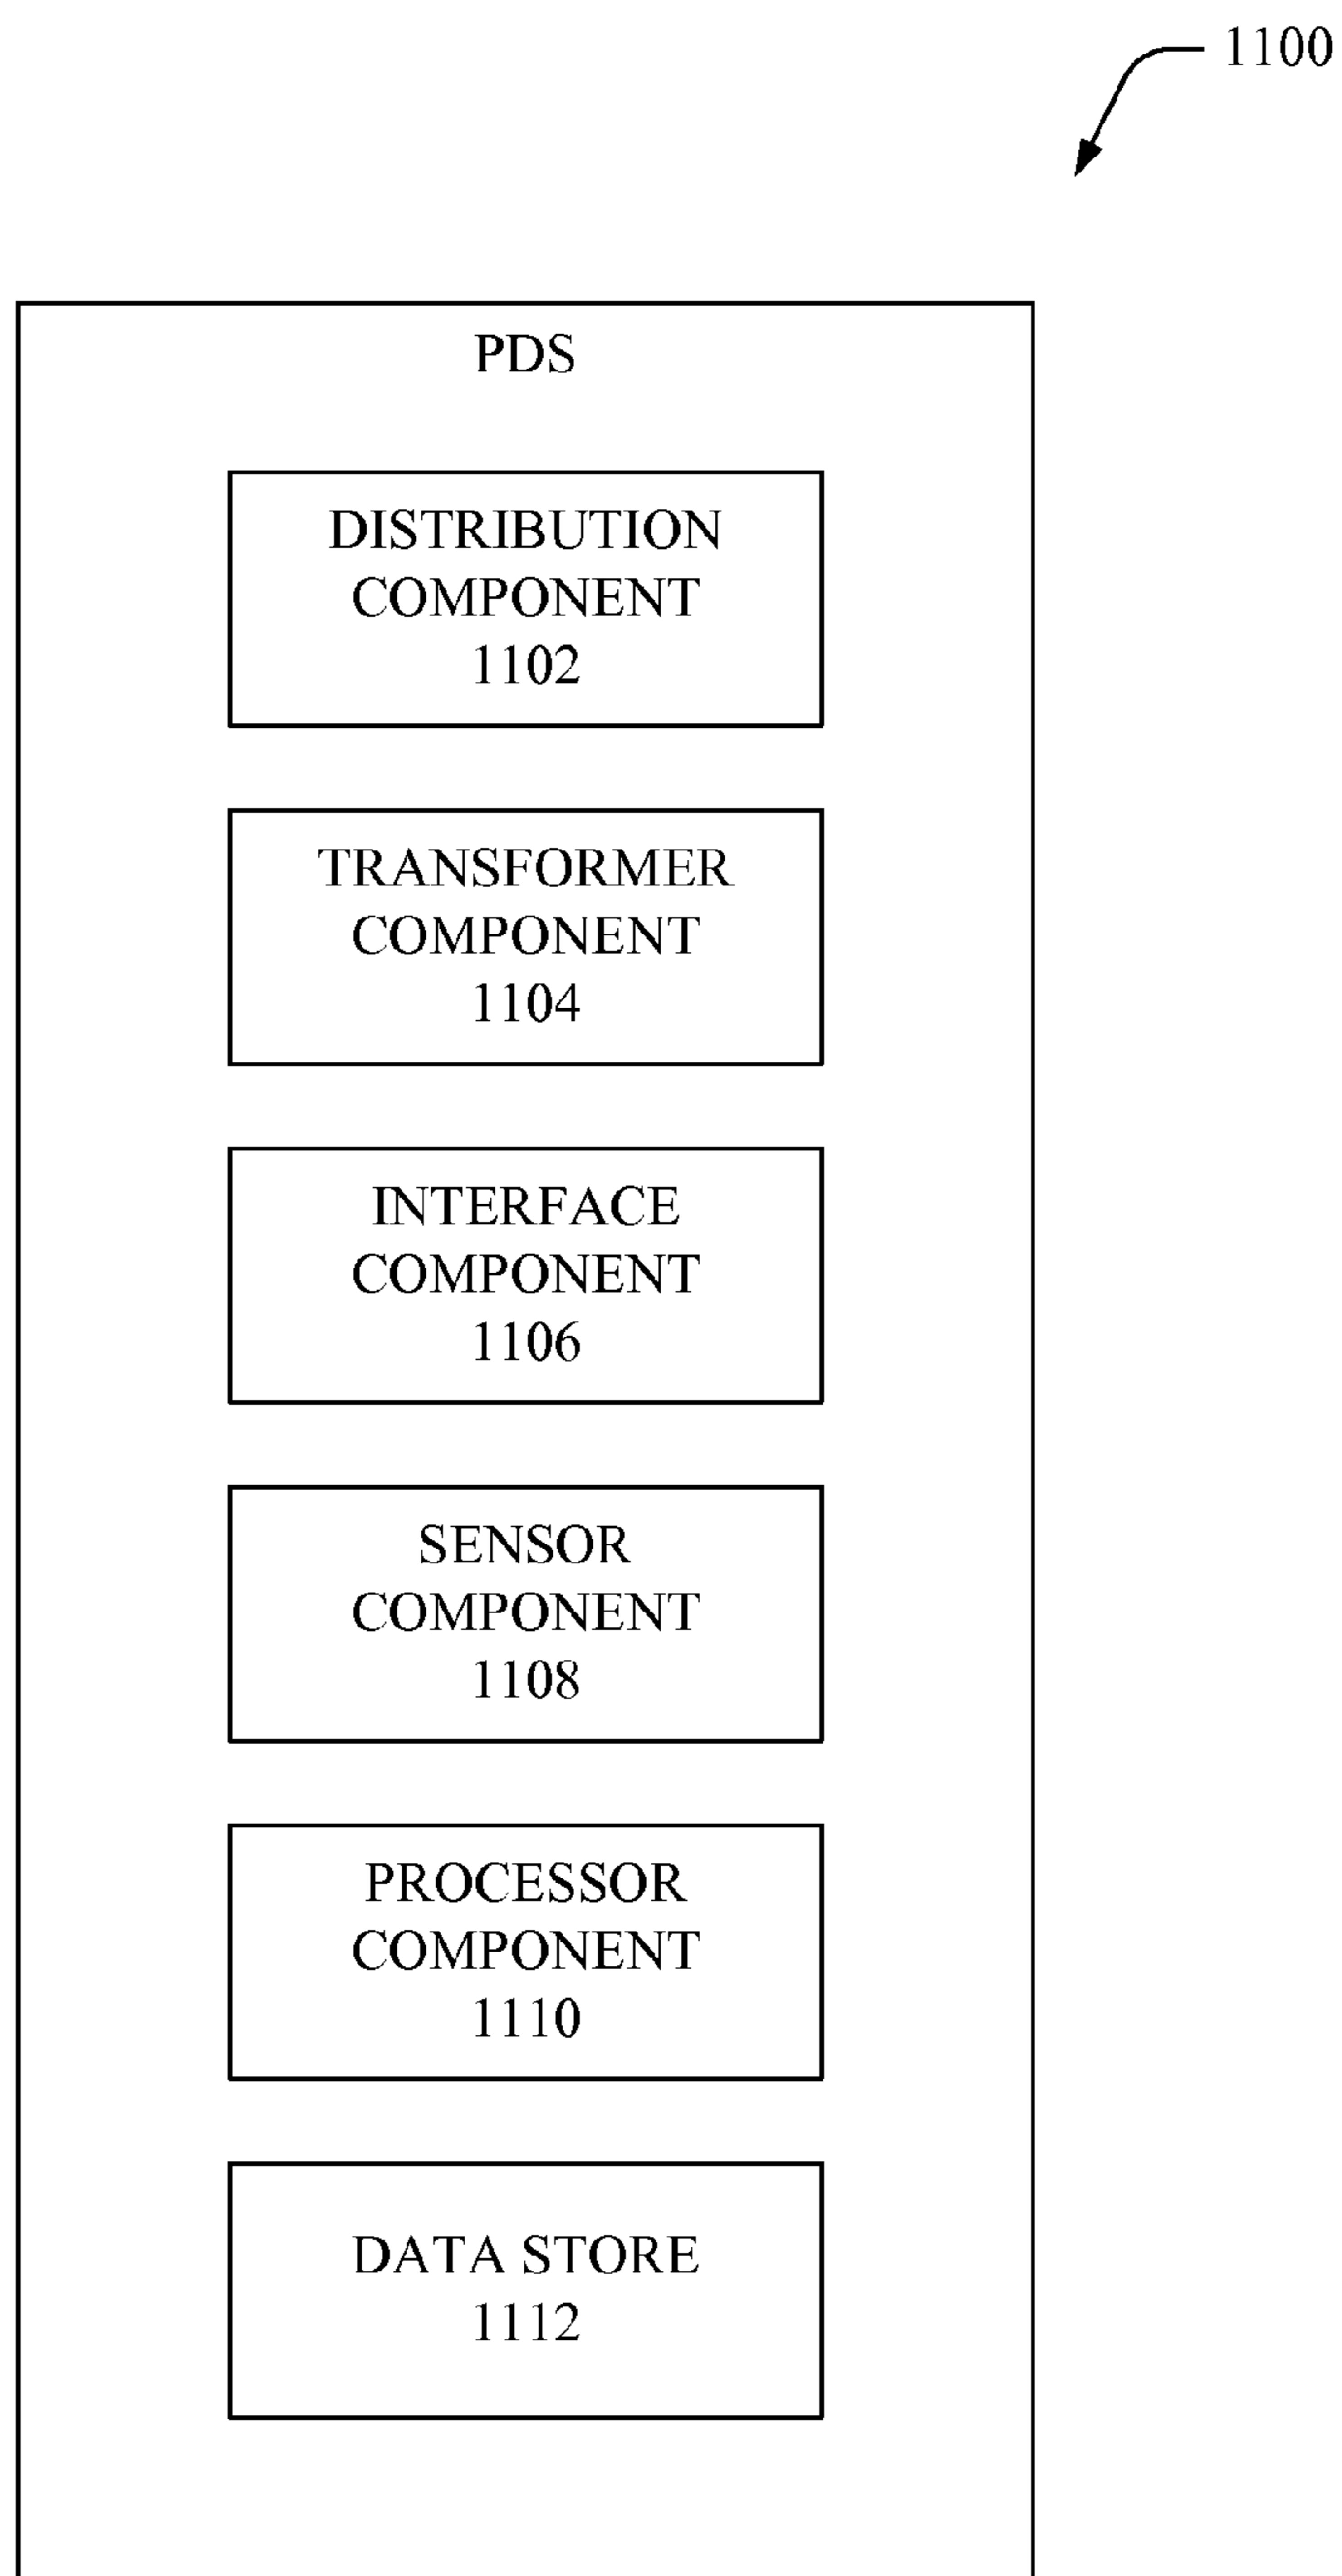 1100
PDS
DISTRIBUTION
COMPONENT
1102
TRANSFORMER
COMPONENT
1104
INTERFACE
COMPONENT
1106
SENSOR
COMPONENT
1108
PROCESSOR
COMPONENT
1110
DATA STORE
1112